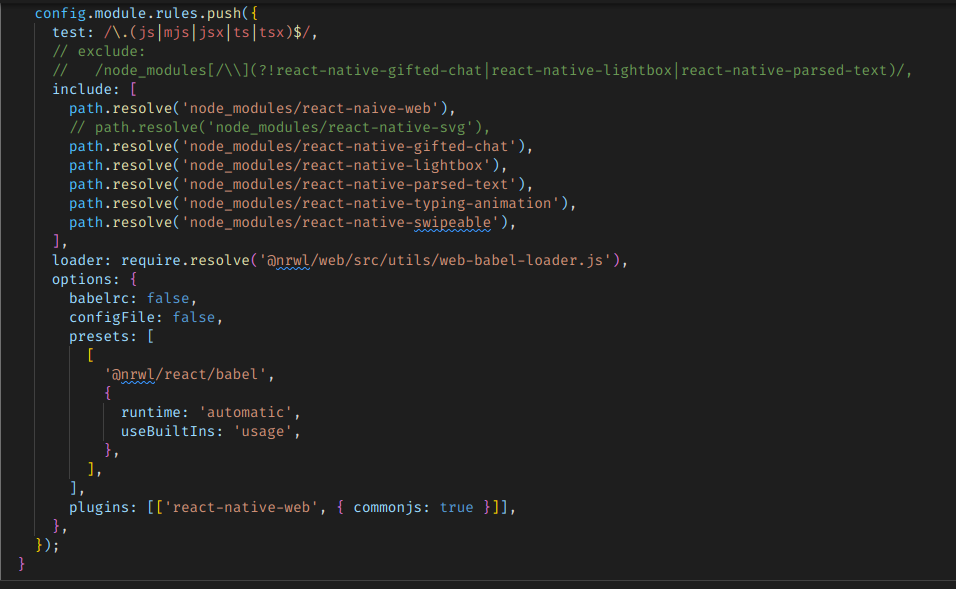 config.module.rules.push({
test: /\.(js|mjs|jsx|ts|tsx)$/,
// exclude:
//   /node_modules[/\\](?!react-native-gifted-chat|react-native-lightbox|react-native-parsed-text)/,
include: [
path.resolve('node_modules/react-naive-web'),
// path.resolve('node_modules/react-native-svg'),
path.resolve('node_modules/react-native-gifted-chat'),
path.resolve('node_modules/react-native-lightbox'),
path.resolve('node_modules/react-native-parsed-text'),
path.resolve('node_modules/react-native-typing-animation'),
path.resolve('node_modules/react-native-swipeable'),
],
loader: require.resolve('@nrwl/web/src/utils/web-babel-loader.js'),
options: {
babelrc: false,
configFile: false,
presets: [
[
'@nrwl/react/babel',
{
runtime: 'automatic',
useBuiltIns: 'usage',
},
],
],
plugins: [['react-native-web', { commonjs: true }]],
},
});
}